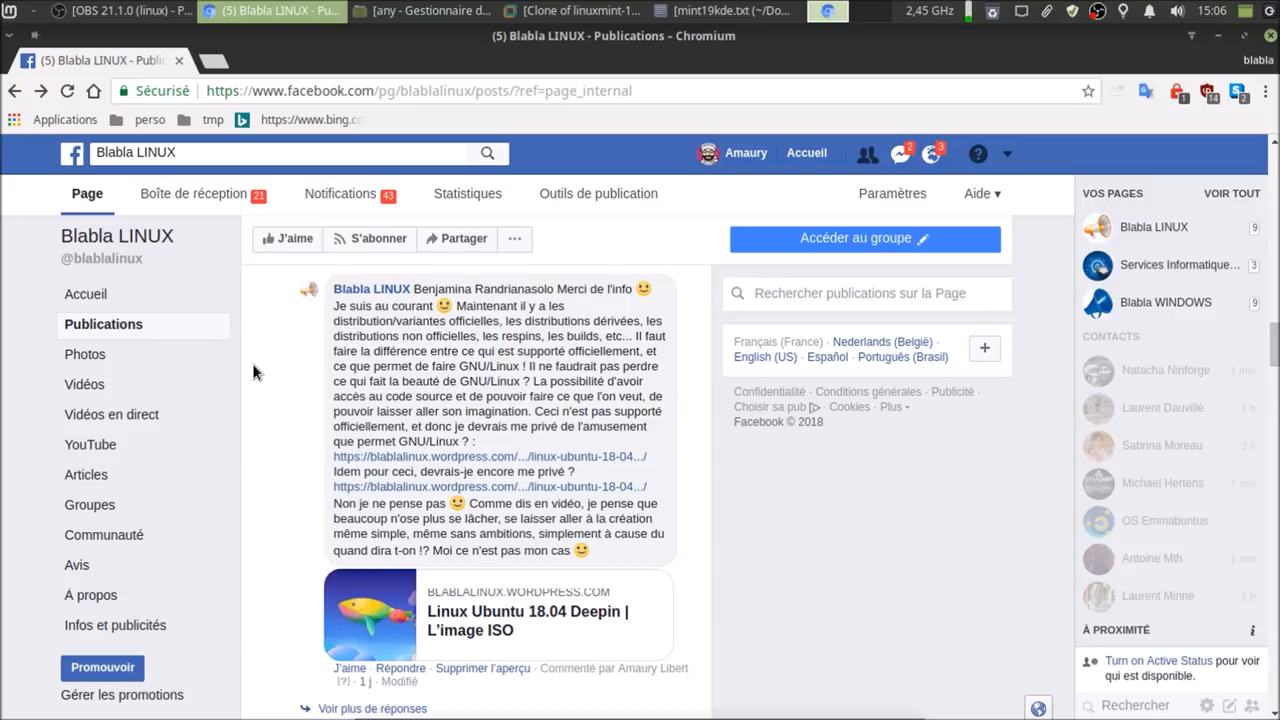 [OBS 21.1.0 (linux) - P...
(5) Blabla LINUX - Pu...
[any - Gestionnaire d...
[Clone of linuxmint-1...
[mint19kde.txt (~/Do...
2,45 GHz
15:06
(5) Blabla LINUX - Publications – Chromium
(5) Blabla LINUX - Public
blabla
Sécurisé
https://www.facebook.com/pg/blablalinux/posts/?ref=page_internal
1
14
2
Applications
perso
tmp
https://www.bing.co
Blabla LINUX
Amaury
Accueil
2
3
Page
Boîte de réception 21
Notifications 43
Statistiques
Outils de publication
Paramètres
Aide ▾
Blabla LINUX
@blablalinux
Accueil
Publications
Photos
Vidéos
Vidéos en direct
YouTube
Articles
Groupes
Communauté
Avis
À propos
Infos et publicités
Promouvoir
Gérer les promotions
J'aime
S'abonner
Partager
...
Accéder au groupe
Blabla LINUX Benjamina Randrianasolo Merci de l'info
Je suis au courant Maintenant il y a les
distribution/variantes officielles, les distributions dérivées, les
distributions non officielles, les respins, les builds, etc... Il faut
faire la différence entre ce qui est supporté officiellement, et
ce que permet de faire GNU/Linux ! Il ne faudrait pas perdre
ce qui fait la beauté de GNU/Linux ? La possibilité d'avoir
accès au code source et de pouvoir faire ce que l'on veut, de
pouvoir laisser aller son imagination. Ceci n'est pas supporté
officiellement, et donc je devrais me privé de l'amusement
que permet GNU/Linux ? :
https://blablalinux.wordpress.com/.../linux-ubuntu-18-04.../
Idem pour ceci, devrais-je encore me privé ?
https://blablalinux.wordpress.com/.../linux-ubuntu-18-04.../
Non je ne pense pas Comme dis en vidéo, je pense que
beaucoup n'ose plus se lâcher, se laisser aller à la création
même simple, même sans ambitions, simplement à cause du
quand dira t-on !? Moi ce n'est pas mon cas
BLABLALINUX.WORDPRESS.COM
Linux Ubuntu 18.04 Deepin |
L'image ISO
J'aime · Répondre · Supprimer l'aperçu · Commenté par Amaury Libert
[?] · 1 j · Modifié
Voir plus de réponses
Rechercher publications sur la Page
Français (France) · Nederlands (België) ·
English (US) · Español · Português (Brasil)
+
Confidentialité · Conditions générales · Publicité ·
Choisir sa pub · Cookies · Plus
Facebook © 2018
VOS PAGES
VOIR TOUT
Blabla LINUX 9
Services Informatique... 3
Blabla WINDOWS 9
CONTACTS
Natacha Ninforge 1 min
Laurent Dauvillé 1 h
Sabrina Moreau 3 h
Michael Hertens 7 min
OS Emmabuntus
Antoine Mth 1 min
Laurent Minne 1 h
À PROXIMITÉ
Turn on Active Status pour voir
qui est disponible.
Rechercher